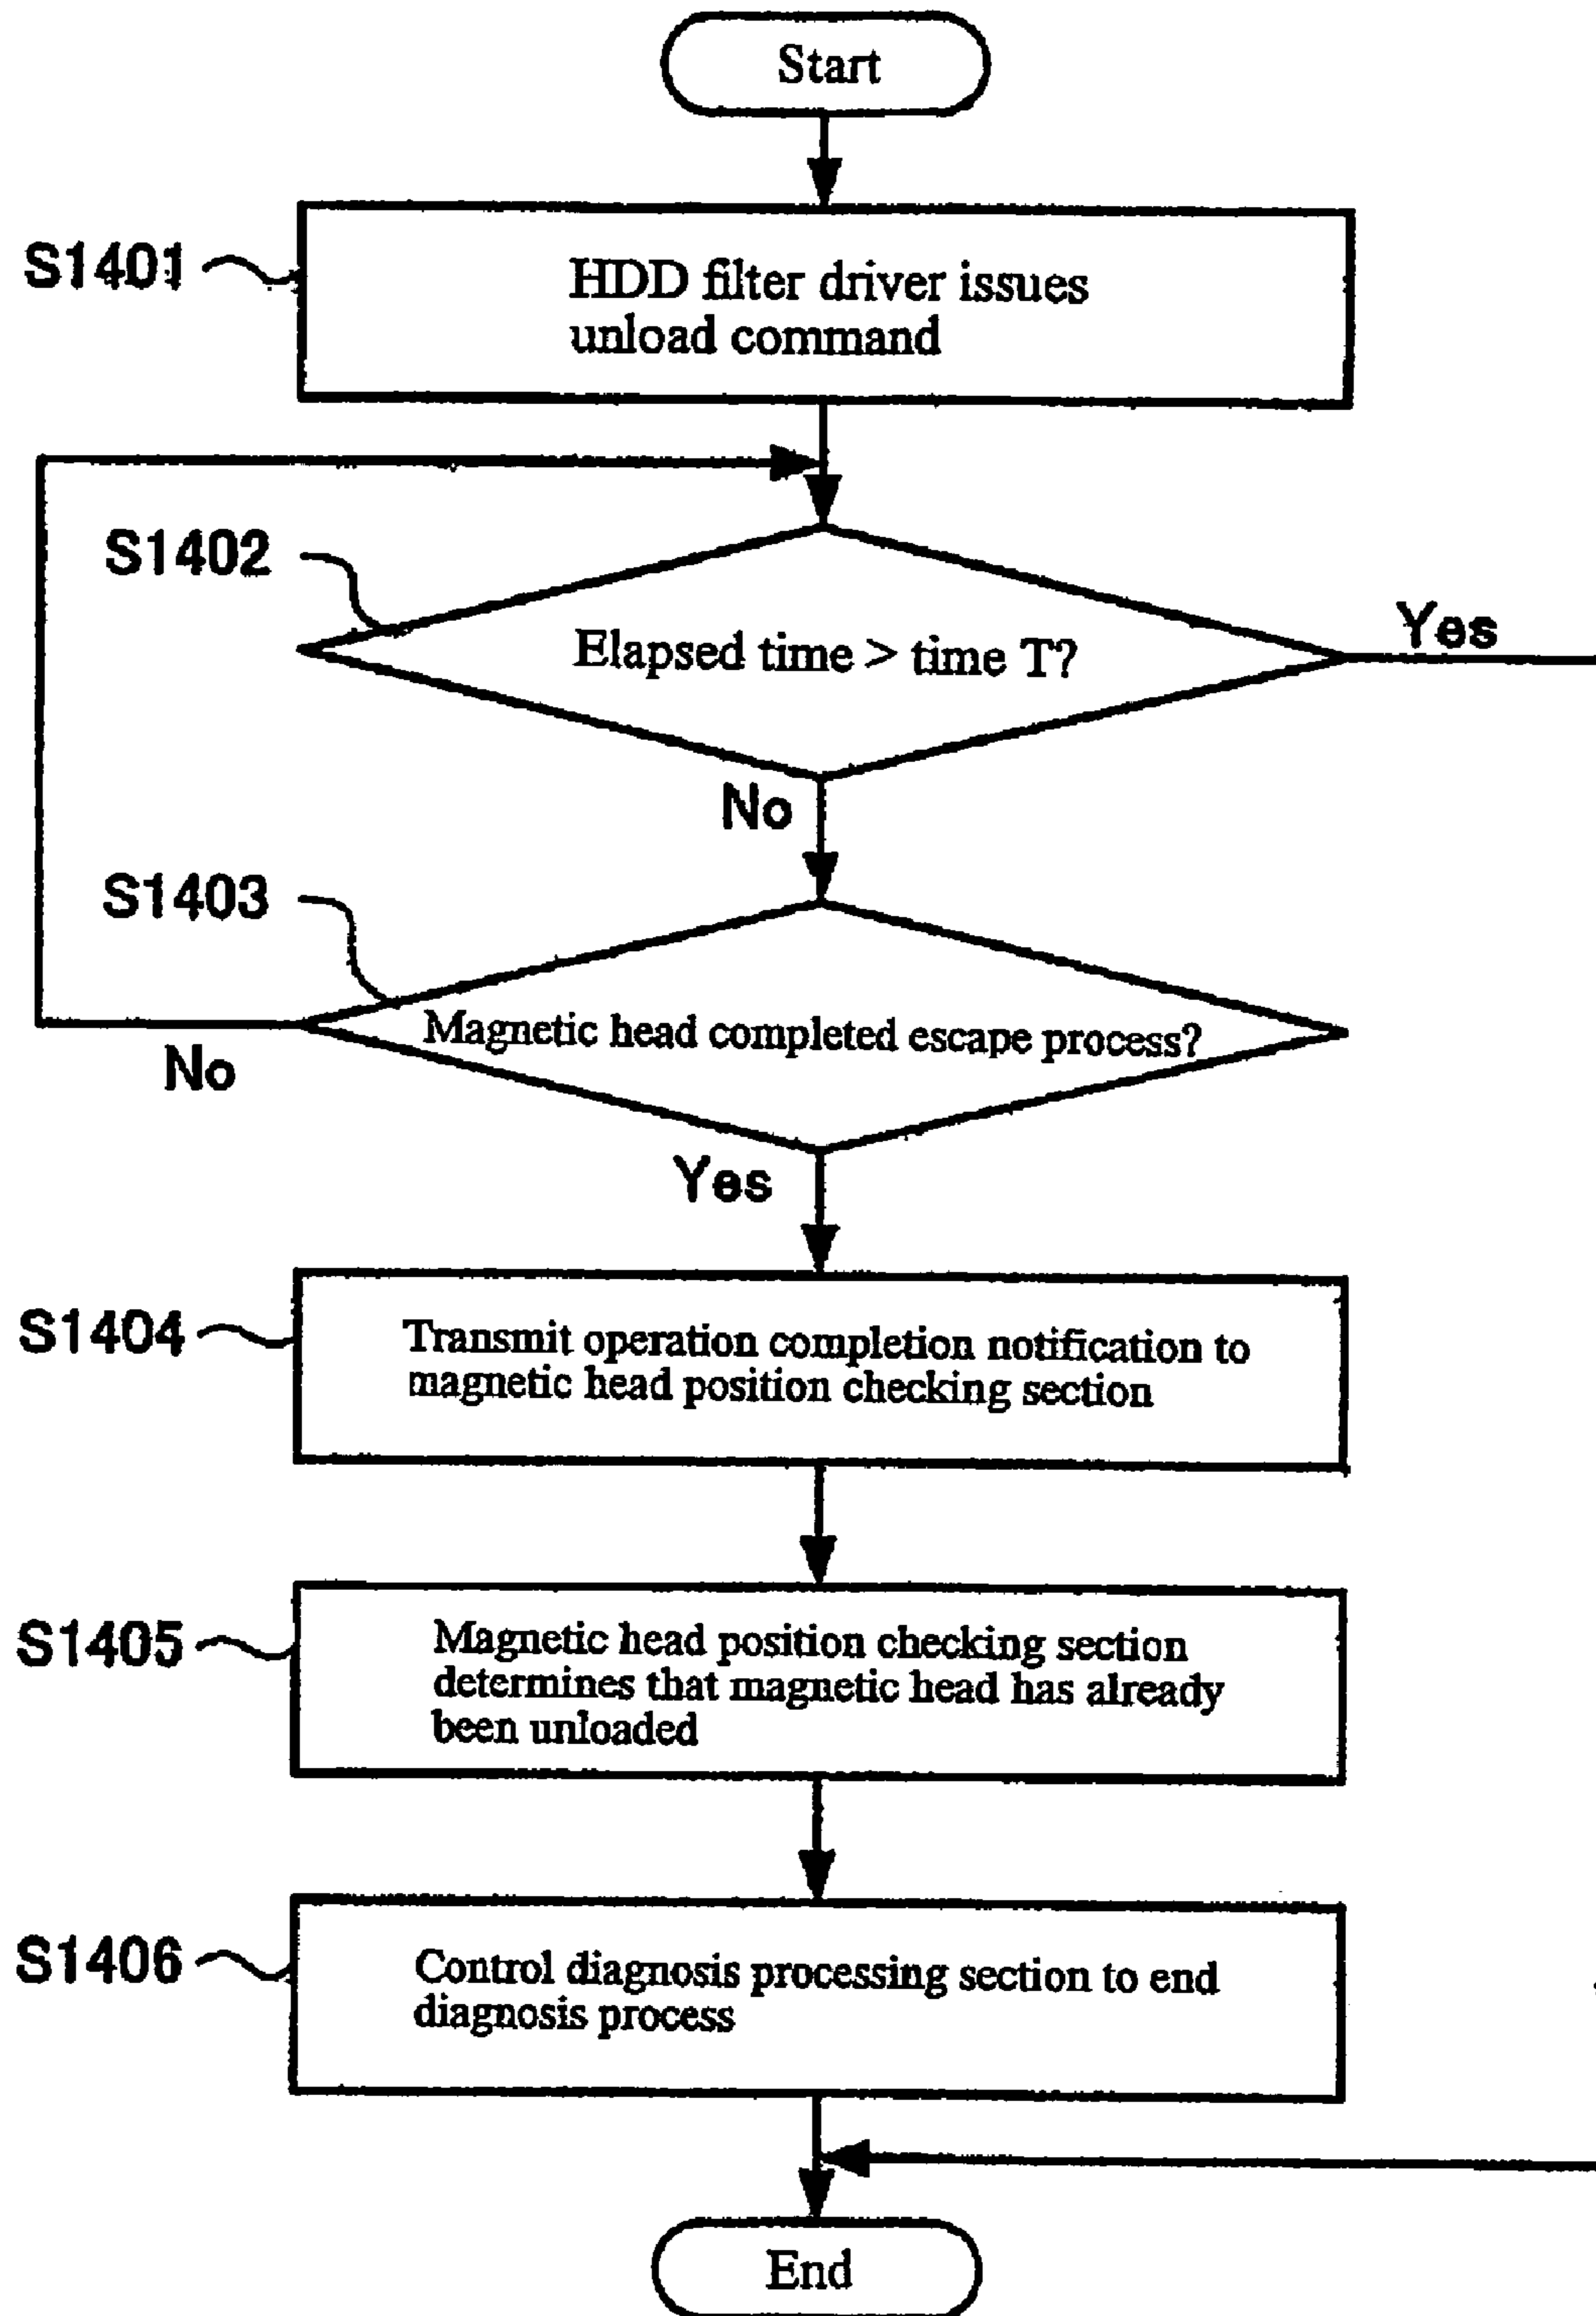 Start
S1401
HDD filter driver issues
unload command
S1402
Elapsed time > time T?
Yes
No
S1403
Magnetic head completed escape process?
No
Yes
S1404
Transmit operation completion notification to
magnetic head position checking section
S1405
Magnetic head position checking section
determines that magnetic head has already
been unloaded
S1406
Control diagnosis processing section to end
diagnosis process
End